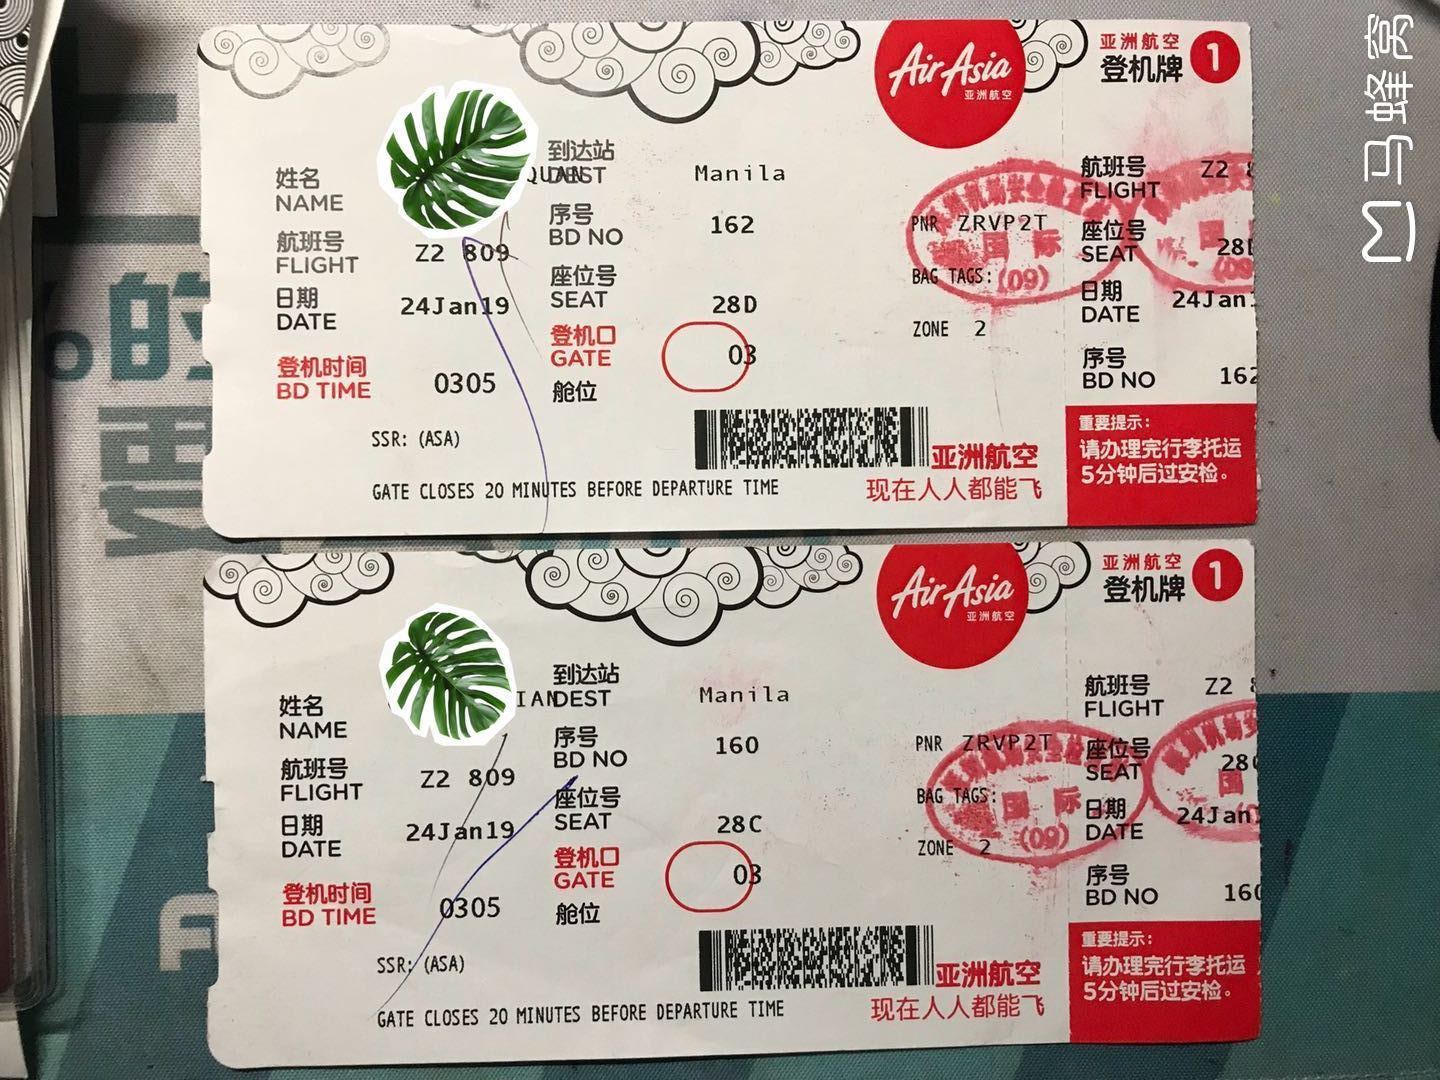 马蜂窝
AirAsia
亚洲航空
亚洲航空
登机牌 1
姓名
NAME
QUAN
到达站
DEST
Manila
航班号
FLIGHT
Z2 809
序号
BD NO
162
日期
DATE
24Jan19
座位号
SEAT
28D
登机时间
BD TIME
0305
登机口
GATE
03
舱位
SSR: (ASA)
GATE CLOSES 20 MINUTES BEFORE DEPARTURE TIME
亚洲航空
现在人人都能飞
PNR ZRVP2T
BAG TAGS:
ZONE 2
国际
(09)
航班号
FLIGHT
Z2
座位号
SEAT
28
日期
DATE
24Jan
序号
BD NO
162
重要提示:
请办理完行李托运
5分钟后过安检。
AirAsia
亚洲航空
亚洲航空
登机牌 1
姓名
NAME
IAN
到达站
DEST
Manila
航班号
FLIGHT
Z2 809
序号
BD NO
160
日期
DATE
24Jan19
座位号
SEAT
28C
登机时间
BD TIME
0305
登机口
GATE
03
舱位
SSR: (ASA)
GATE CLOSES 20 MINUTES BEFORE DEPARTURE TIME
亚洲航空
现在人人都能飞
PNR ZRVP2T
BAG TAGS:
ZONE 2
国际
(09)
航班号
FLIGHT
Z2
座位号
SEAT
28
日期
DATE
24Jan
序号
BD NO
160
重要提示:
请办理完行李托运
5分钟后过安检。